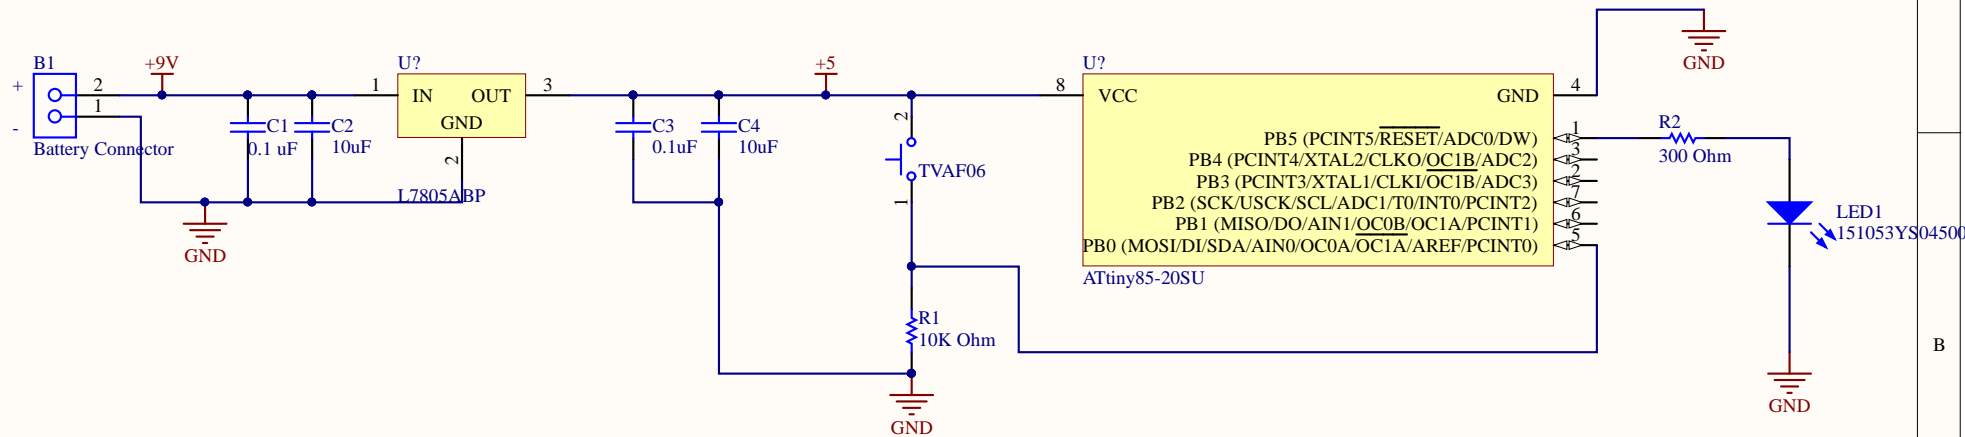 B1
+
-
2
1
Battery Connector
+9V
GND
C1
0.1 uF
C2
10uF
U?
1
IN
OUT
GND
3
2
L7805ABP
C3
0.1uF
C4
10uF
+5
2
TVAF06
1
R1
10K Ohm
GND
U?
8
VCC
GND
4
PB5 (PCINT5/RESET/ADC0/DW)
1
PB4 (PCINT4/XTAL2/CLKO/OC1B/ADC2)
3
PB3 (PCINT3/XTAL1/CLKI/OC1B/ADC3)
2
PB2 (SCK/USCK/SCL/ADC1/T0/INT0/PCINT2)
7
PB1 (MISO/DO/AIN1/OC0B/OC1A/PCINT1)
6
PB0 (MOSI/DI/SDA/AIN0/OC0A/OC1A/AREF/PCINT0)
5
ATtiny85-20SU
GND
R2
300 Ohm
LED1
151053YS04500
GND
B